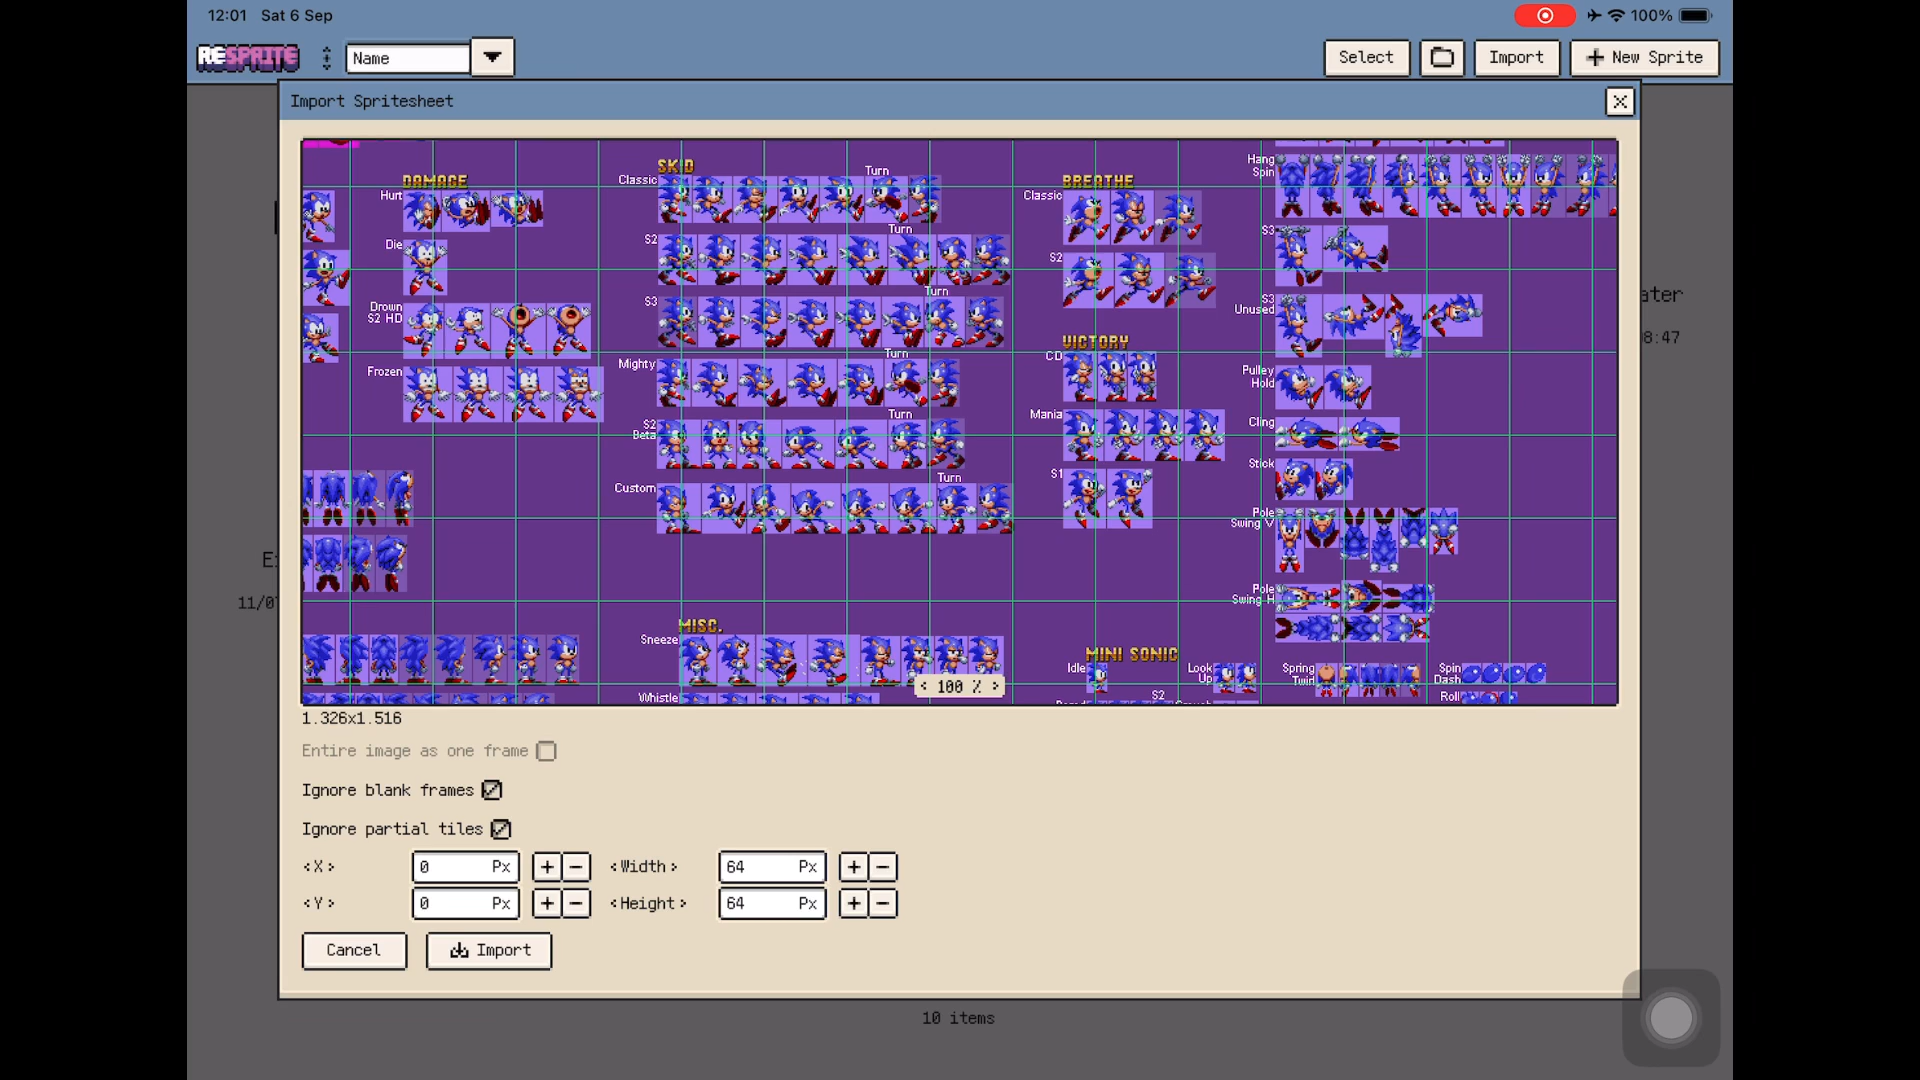 12:01 Sat 6 Sep
100%
RESPRITE
Name
Select
Import
New Sprite
Import Spritesheet
DAMAGE
Hurt
Die
Drown
S2 HD
Frozen
SKID
Classic
Turn
S2
Turn
S3
Turn
Mighty
Turn
S2
Beta
Turn
Custom
Turn
MISC.
Sneeze
Whistle
BREATHE
Classic
S2
VICTORY
CD
Mania
S1
MINI SONIC
Idle
Look
Up
S2
Hang
Spin
S3
S3
Unused
Pulley
Hold
Cling
Stick
Pole
Swing V
Pole
Swing H
Spring
Twirl
Spin
Dash
Roll
< 100 % >
ater
8:47
11/0
1.326x1.516
Entire image as one frame
Ignore blank frames
Ignore partial tiles
<X> 0 Px + - <Width> 64 Px + -
<Y> 0 Px + - <Height> 64 Px + -
Cancel
Import
10 items